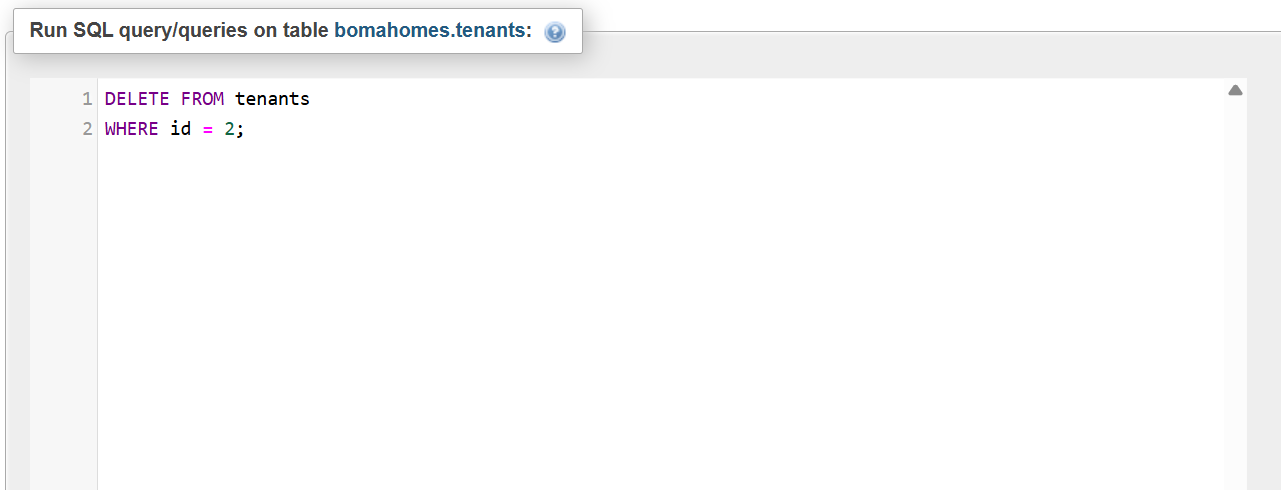 Run SQL query/queries on table bomahomes.tenants:
1 DELETE FROM tenants
2 WHERE id = 2;